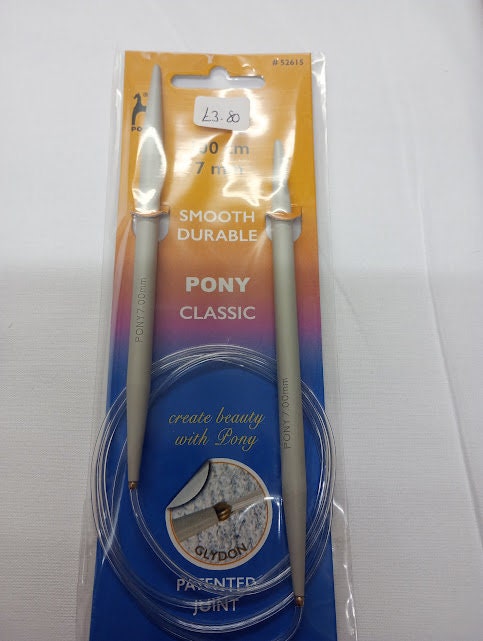 #52615
£3.80
7 mm
SMOOTH
DURABLE
PONY
CLASSIC
PONY 7.00mm
PONY 7.00mm
create beauty
with Pony
GLYDON
PATENTED
JOINT